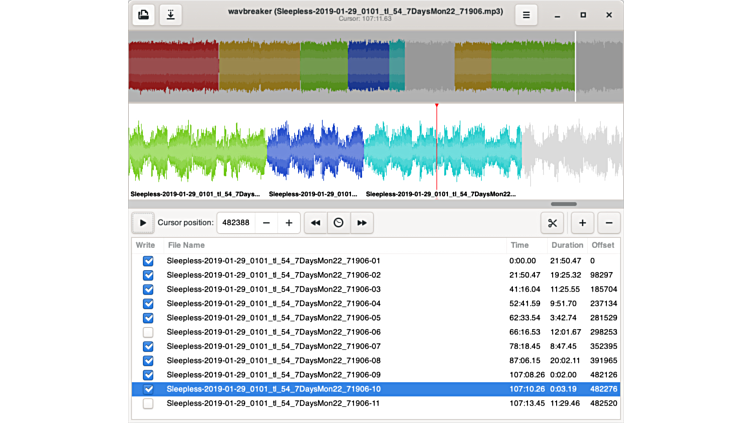 wavbreaker (Sleepless-2019-01-29_0101_tl_54_7DaysMon22_71906.mp3)
Cursor: 107:11.63
Sleepless-2019-01-29_0101_tl_54_7Days... Sleepless-2019-01-29_0101... Sleepless-2019-01-29_0101_tl_54_7DaysMon22...
Cursor position: 482388
Write File Name Time Duration Offset
Sleepless-2019-01-29_0101_tl_54_7DaysMon22_71906-01 0:00.00 21:50.47 0
Sleepless-2019-01-29_0101_tl_54_7DaysMon22_71906-02 21:50.47 19:25.32 98297
Sleepless-2019-01-29_0101_tl_54_7DaysMon22_71906-03 41:16.04 11:25.55 185704
Sleepless-2019-01-29_0101_tl_54_7DaysMon22_71906-04 52:41.59 9:51.70 237134
Sleepless-2019-01-29_0101_tl_54_7DaysMon22_71906-05 62:33.54 3:42.74 281529
Sleepless-2019-01-29_0101_tl_54_7DaysMon22_71906-06 66:16.53 12:01.67 298253
Sleepless-2019-01-29_0101_tl_54_7DaysMon22_71906-07 78:18.45 8:47.45 352395
Sleepless-2019-01-29_0101_tl_54_7DaysMon22_71906-08 87:06.15 20:02.11 391965
Sleepless-2019-01-29_0101_tl_54_7DaysMon22_71906-09 107:08.26 0:02.00 482126
Sleepless-2019-01-29_0101_tl_54_7DaysMon22_71906-10 107:10.26 0:03.19 482276
Sleepless-2019-01-29_0101_tl_54_7DaysMon22_71906-11 107:13.45 11:29.46 482520